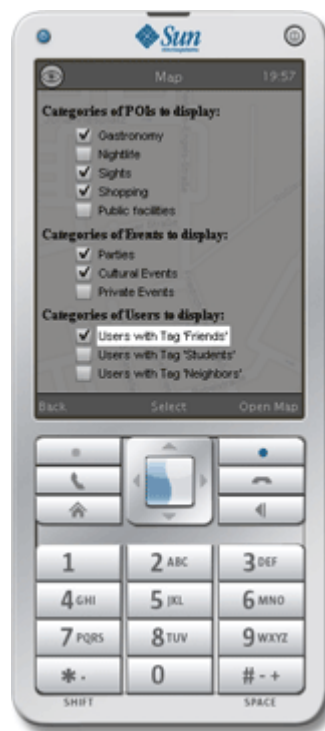 Sun
microsystems
Map 19:57
Categories of POIs to display:
Gastronomy
Nightlife
Sights
Shopping
Public facilities
Categories of Events to display:
Parties
Cultural Events
Private Events
Categories of Users to display:
Users with Tag 'Friends'
Users with Tag 'Students'
Users with Tag 'Neighbors'
Back Select Open Map
1 2 ABC 3 DEF
4 GHI 5 JKL 6 MNO
7 PQRS 8 TUV 9 WXYZ
* . 0 # - +
SHIFT SPACE